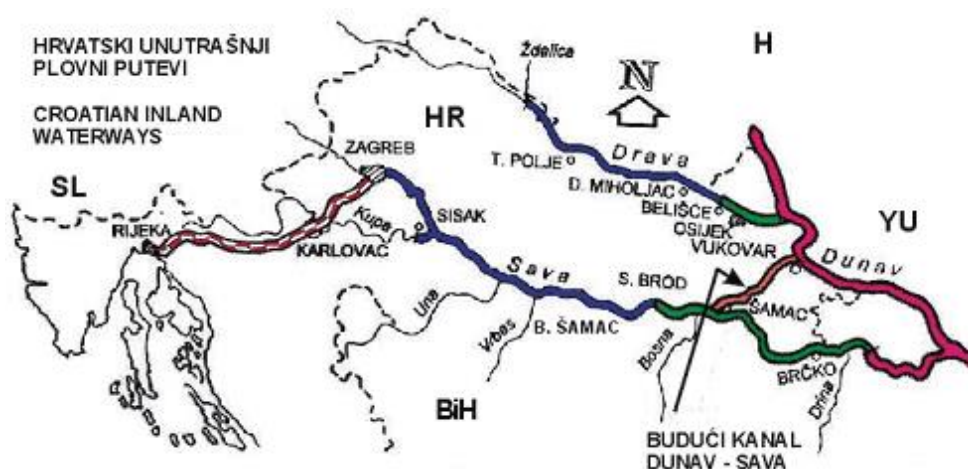 HRVATSKI UNUTRAŠNJI
PLOVNI PUTEVI
CROATIAN INLAND
WATERWAYS
H
N
HR
Ždalica
ZAGREB
T. POLJE
Drava
D. MIHOLJAC
BELIŠĆE
OSIJEK
VUKOVAR
YU
SL
RIJEKA
KARLOVAC
Kupa
SISAK
Sava
S. BROD
Dunav
ŠAMAC
Una
Vrbas
B. ŠAMAC
Bosna
BRČKO
Drina
BiH
BUDUĆI KANAL
DUNAV - SAVA